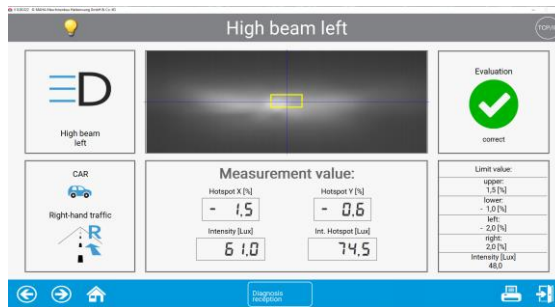 High beam left
TCP/IP
High beam
left
Evaluation
correct
CAR
Right-hand traffic
R
Measurement value:
Hotspot X [%]
Hotspot Y [%]
- 1,5
- 0,6
Intensity [Lux]
Int. Hotspot [Lux]
61,0
74,5
Limit value:
upper:
1,5 [%]
lower:
- 1,0 [%]
left:
- 2,0 [%]
right:
2,0 [%]
Intensity [Lux]
48,0
Diagnosis
reception